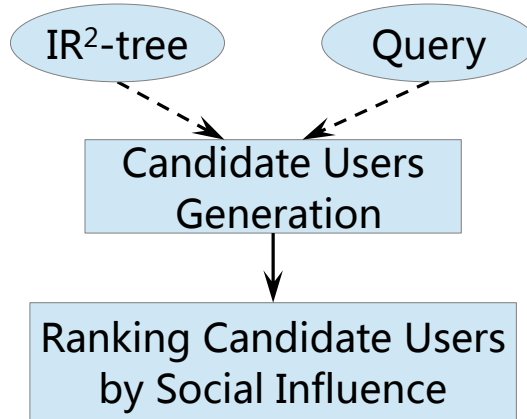 IR²-tree
Query
Candidate Users
Generation
Ranking Candidate Users
by Social Influence